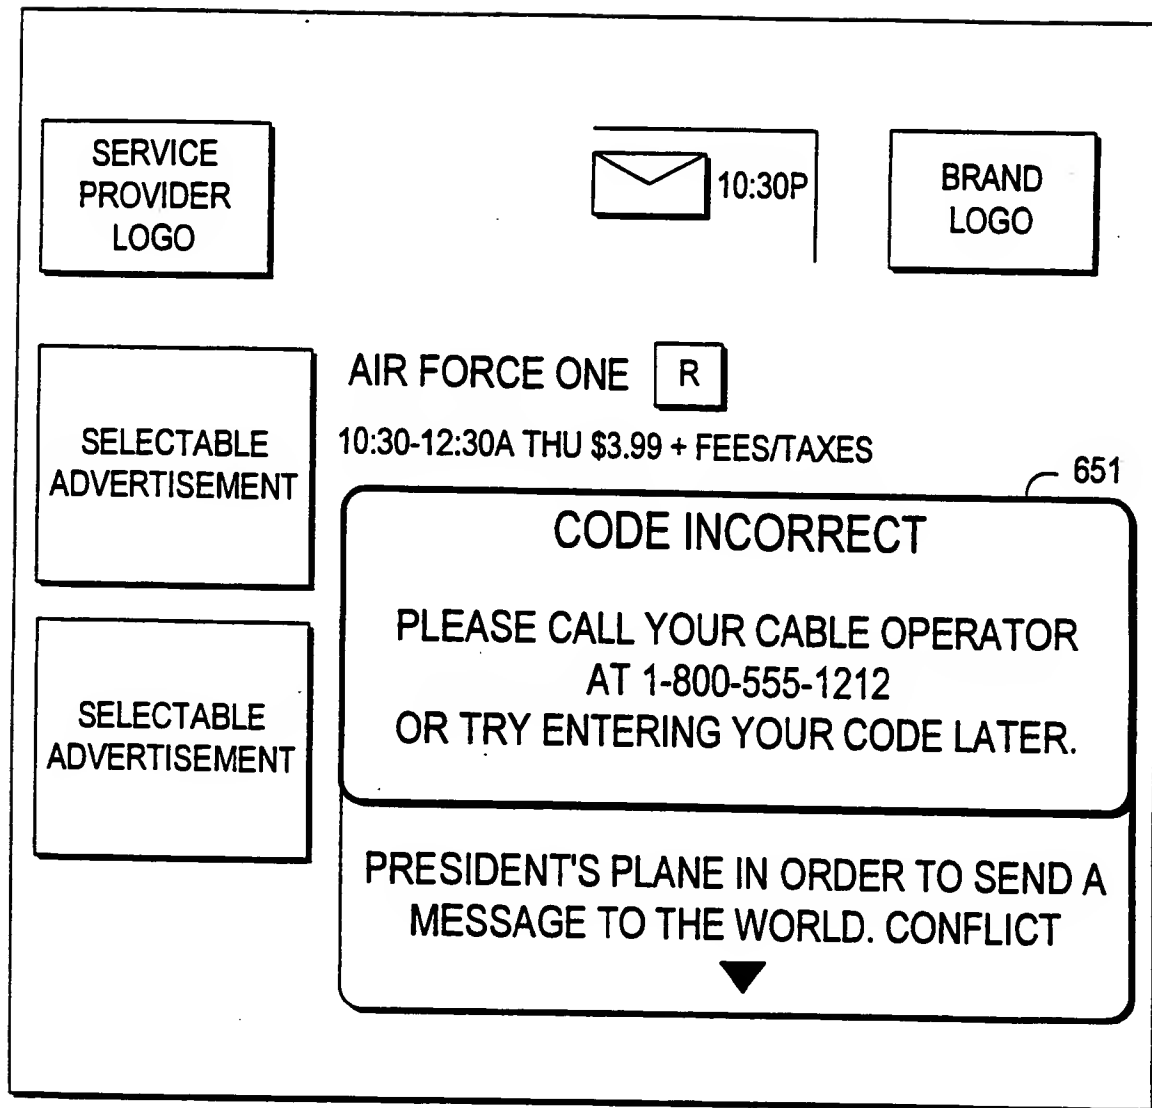 SERVICE
PROVIDER
LOGO
10:30P
BRAND
LOGO
AIR FORCE ONE R
10:30-12:30A THU $3.99 + FEES/TAXES
SELECTABLE
ADVERTISEMENT
651
CODE INCORRECT
PLEASE CALL YOUR CABLE OPERATOR
AT 1-800-555-1212
OR TRY ENTERING YOUR CODE LATER.
SELECTABLE
ADVERTISEMENT
PRESIDENT'S PLANE IN ORDER TO SEND A
MESSAGE TO THE WORLD. CONFLICT